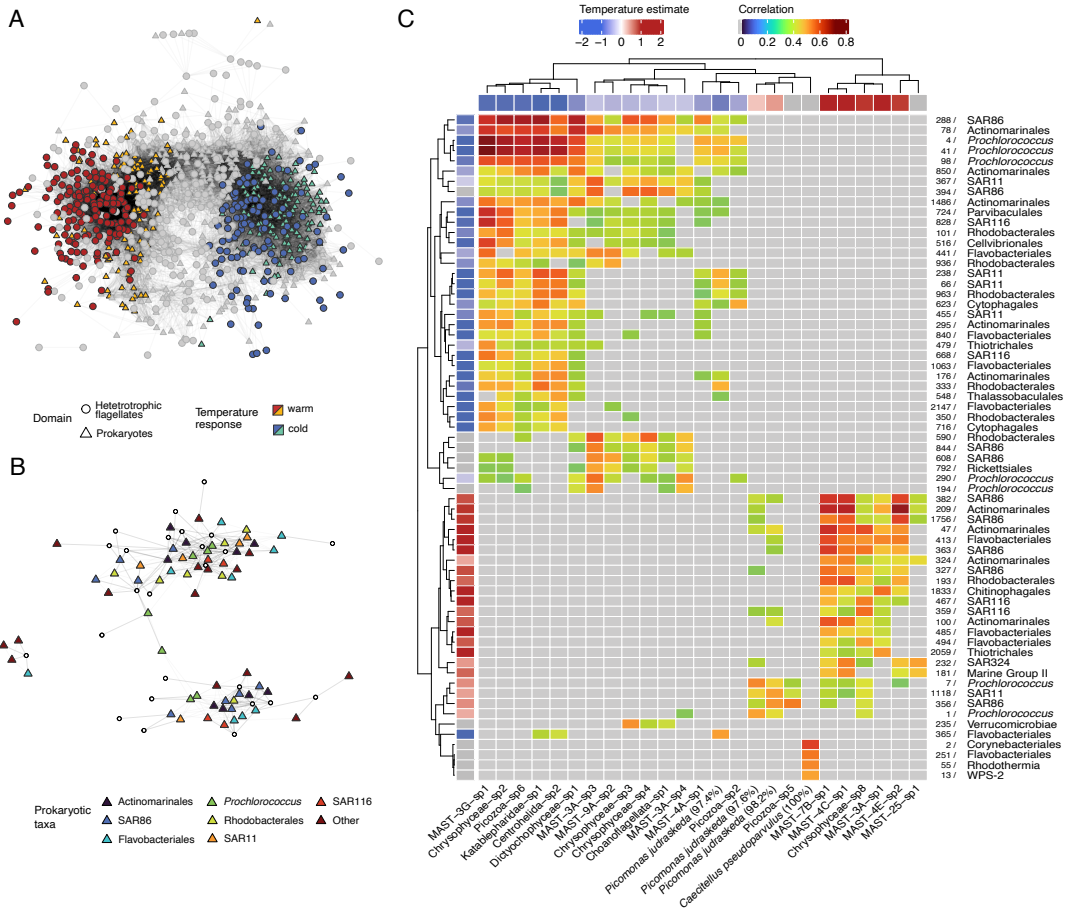 A
Domain
Hetetrotrophic
flagellates
Prokaryotes
Temperature
response
warm
cold
B
Prokaryotic
taxa
Actinomarinales
SAR86
Flavobacteriales
Prochlorococcus
Rhodobacterales
SAR11
SAR116
Other
C
Temperature estimate
−2 −1 0 1 2
Correlation
0 0.2 0.4 0.6 0.8
288 / SAR86
78 / Actinomarinales
4 / Prochlorococcus
41 / Prochlorococcus
98 / Prochlorococcus
850 / Actinomarinales
367 / SAR11
394 / SAR86
1486 / Actinomarinales
724 / Parvibaculales
828 / SAR116
101 / Rhodobacterales
516 / Cellvibrionales
441 / Flavobacteriales
936 / Rhodobacterales
238 / SAR11
66 / SAR11
963 / Rhodobacterales
623 / Cytophagales
455 / SAR11
295 / Actinomarinales
840 / Flavobacteriales
479 / Thiotrichales
668 / SAR116
1063 / Flavobacteriales
176 / Actinomarinales
333 / Rhodobacterales
548 / Thalassobaculales
2147 / Flavobacteriales
350 / Rhodobacterales
716 / Cytophagales
590 / Rhodobacterales
844 / SAR86
608 / SAR86
792 / Rickettsiales
290 / Prochlorococcus
194 / Prochlorococcus
382 / SAR86
209 / Actinomarinales
1756 / SAR86
47 / Actinomarinales
413 / Flavobacteriales
363 / SAR86
324 / Actinomarinales
327 / SAR86
193 / Rhodobacterales
1833 / Chitinophagales
467 / SAR116
359 / SAR116
100 / Actinomarinales
485 / Flavobacteriales
494 / Flavobacteriales
2059 / Thiotrichales
232 / SAR324
181 / Marine Group II
7 / Prochlorococcus
1118 / SAR11
356 / SAR86
1 / Prochlorococcus
235 / Verrucomicrobiae
365 / Flavobacteriales
2 / Corynebacteriales
251 / Flavobacteriales
55 / Rhodothermia
13 / WPS-2
MAST−3G−sp1
Chrysophyceae−sp2
Picozoa−sp6
Katablepharidae−sp1
Centrohelida−sp2
Dictyochophyceae−sp1
MAST−3A−sp3
MAST−9A−sp2
Chrysophyceae−sp3
Chrysophyceae−sp4
Choanoflagellata−sp1
MAST−3A−sp4
MAST−4A−sp1
Picomonas judraskeda (97.4%)
Picozoa−sp2
Picomonas judraskeda (97.6%)
Picomonas judraskeda (98.2%)
Picozoa−sp5
Caecitellus pseudoparvulus (100%)
MAST−7B−sp1
MAST−4C−sp1
Chrysophyceae−sp8
MAST−3A−sp1
MAST−4E−sp2
MAST−25−sp1